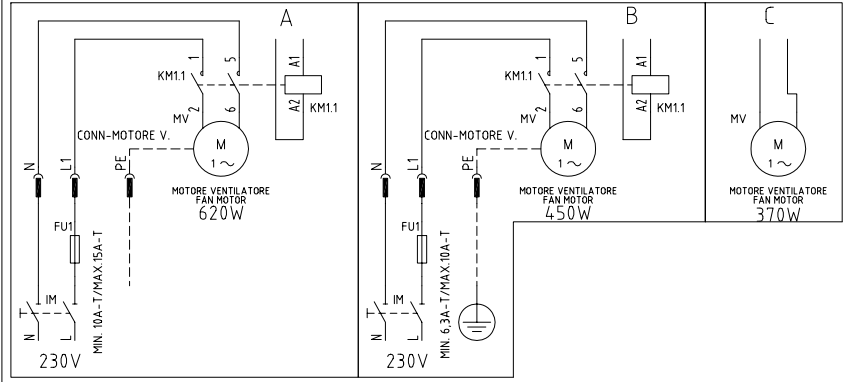 A
1
5
KM1.1
A1
A2
KM1.1
2
6
MV
CONN-MOTORE V.
M
1 ~
N
L1
PE
MOTORE VENTILATORE
FAN MOTOR
620W
FU1
MIN. 10A-T/MAX.15A-T
IM
N
L
230V
B
1
5
KM1.1
A1
A2
KM1.1
2
6
MV
CONN-MOTORE V.
M
1 ~
N
L1
PE
MOTORE VENTILATORE
FAN MOTOR
450W
FU1
MIN. 6,3A-T/MAX.10A-T
IM
N
L
230V
C
MV
M
1 ~
MOTORE VENTILATORE
FAN MOTOR
370W